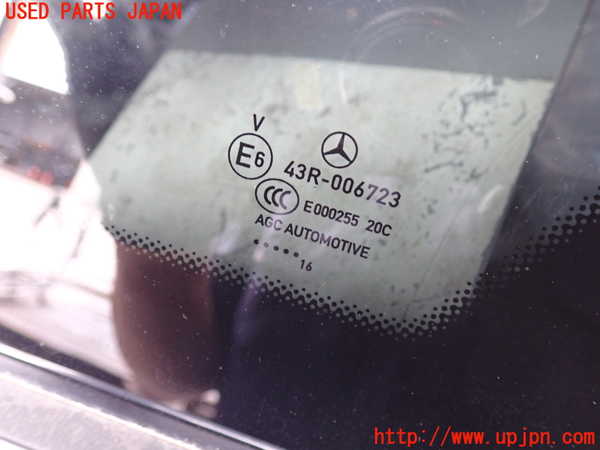 USED PARTS JAPAN
V
E6
43R-006723
CCC
E000255 20C
AGC AUTOMOTIVE
••••• 16
http://www.upjpn.com/